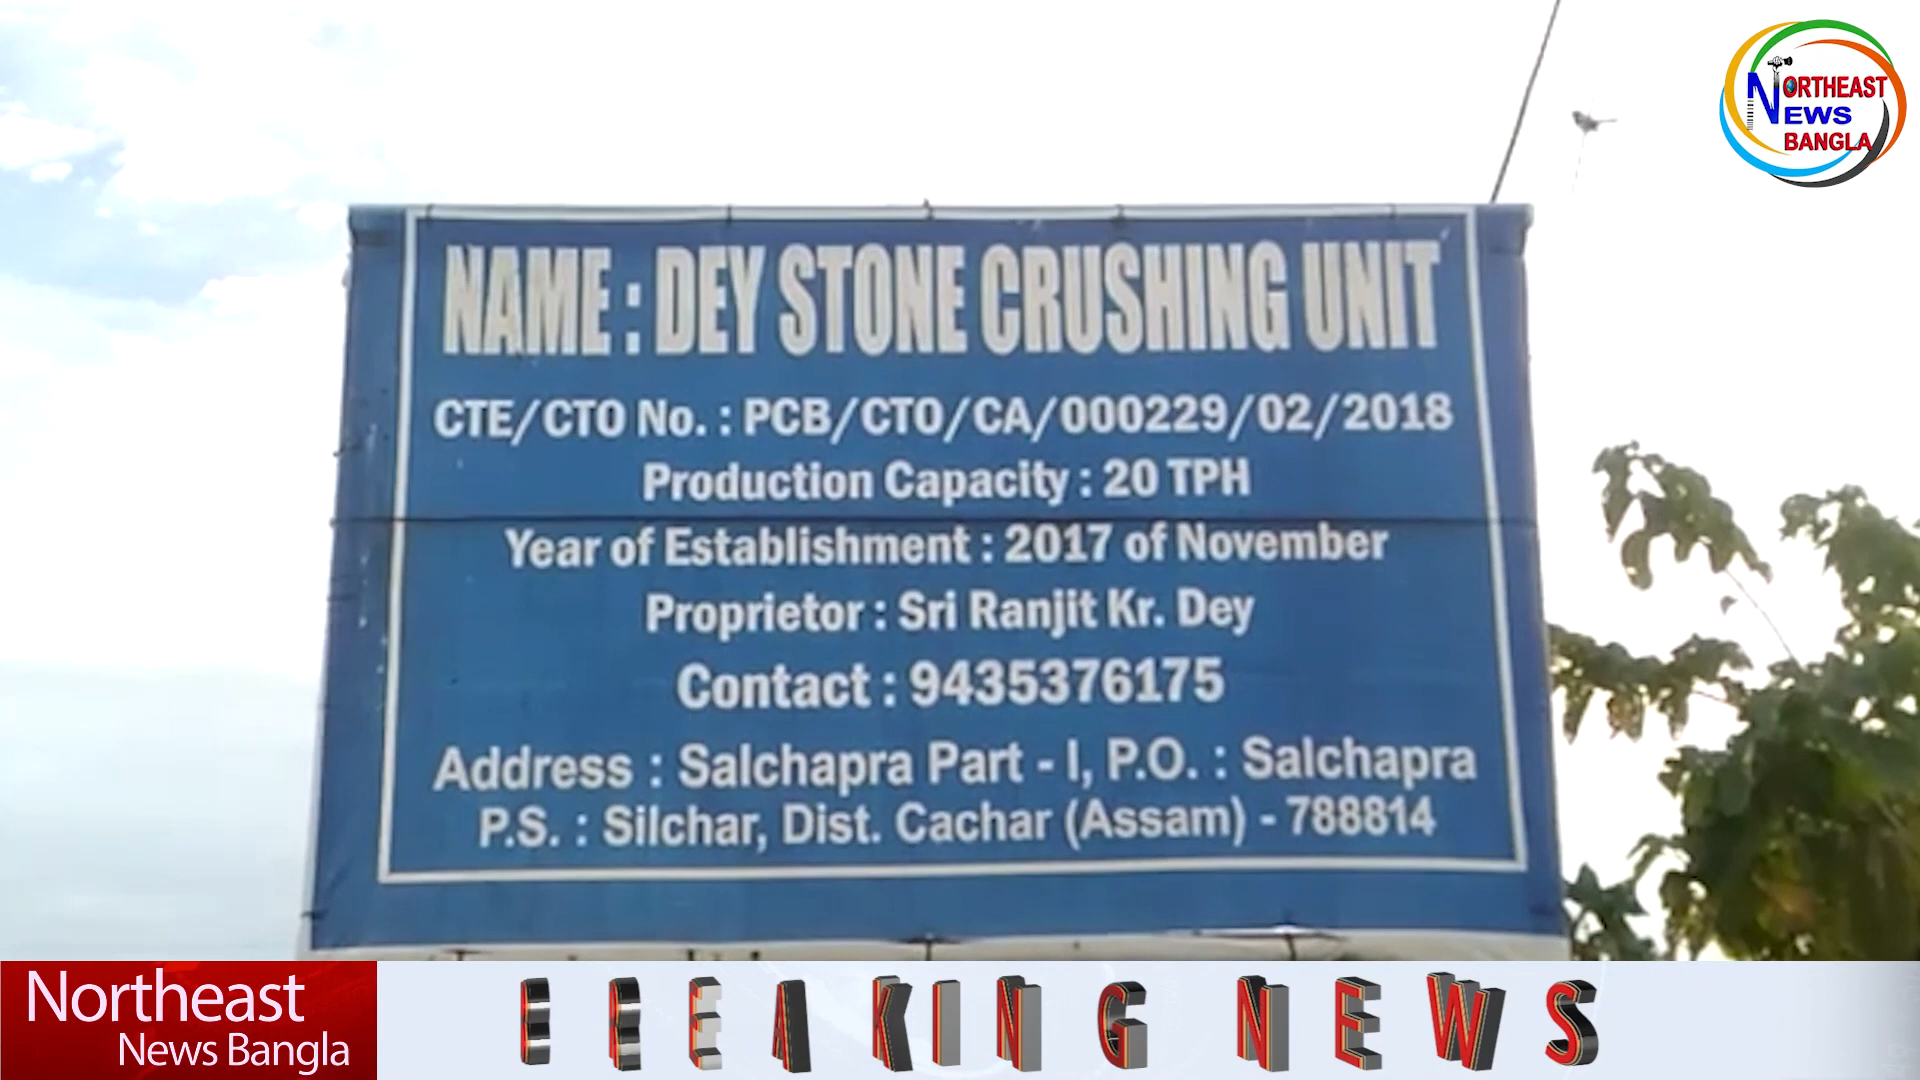 NORTHEAST
NEWS
BANGLA
NAME : DEY STONE CRUSHING UNIT
CTE/CTO No. : PCB/CTO/CA/000229/02/2018
Production Capacity : 20 TPH
Year of Establishment : 2017 of November
Proprietor : Sri Ranjit Kr. Dey
Contact : 9435376175
Address : Salchapra Part - I, P.O. : Salchapra
P.S. : Silchar, Dist. Cachar (Assam) - 788814
Northeast
News Bangla
BREAKING NEWS